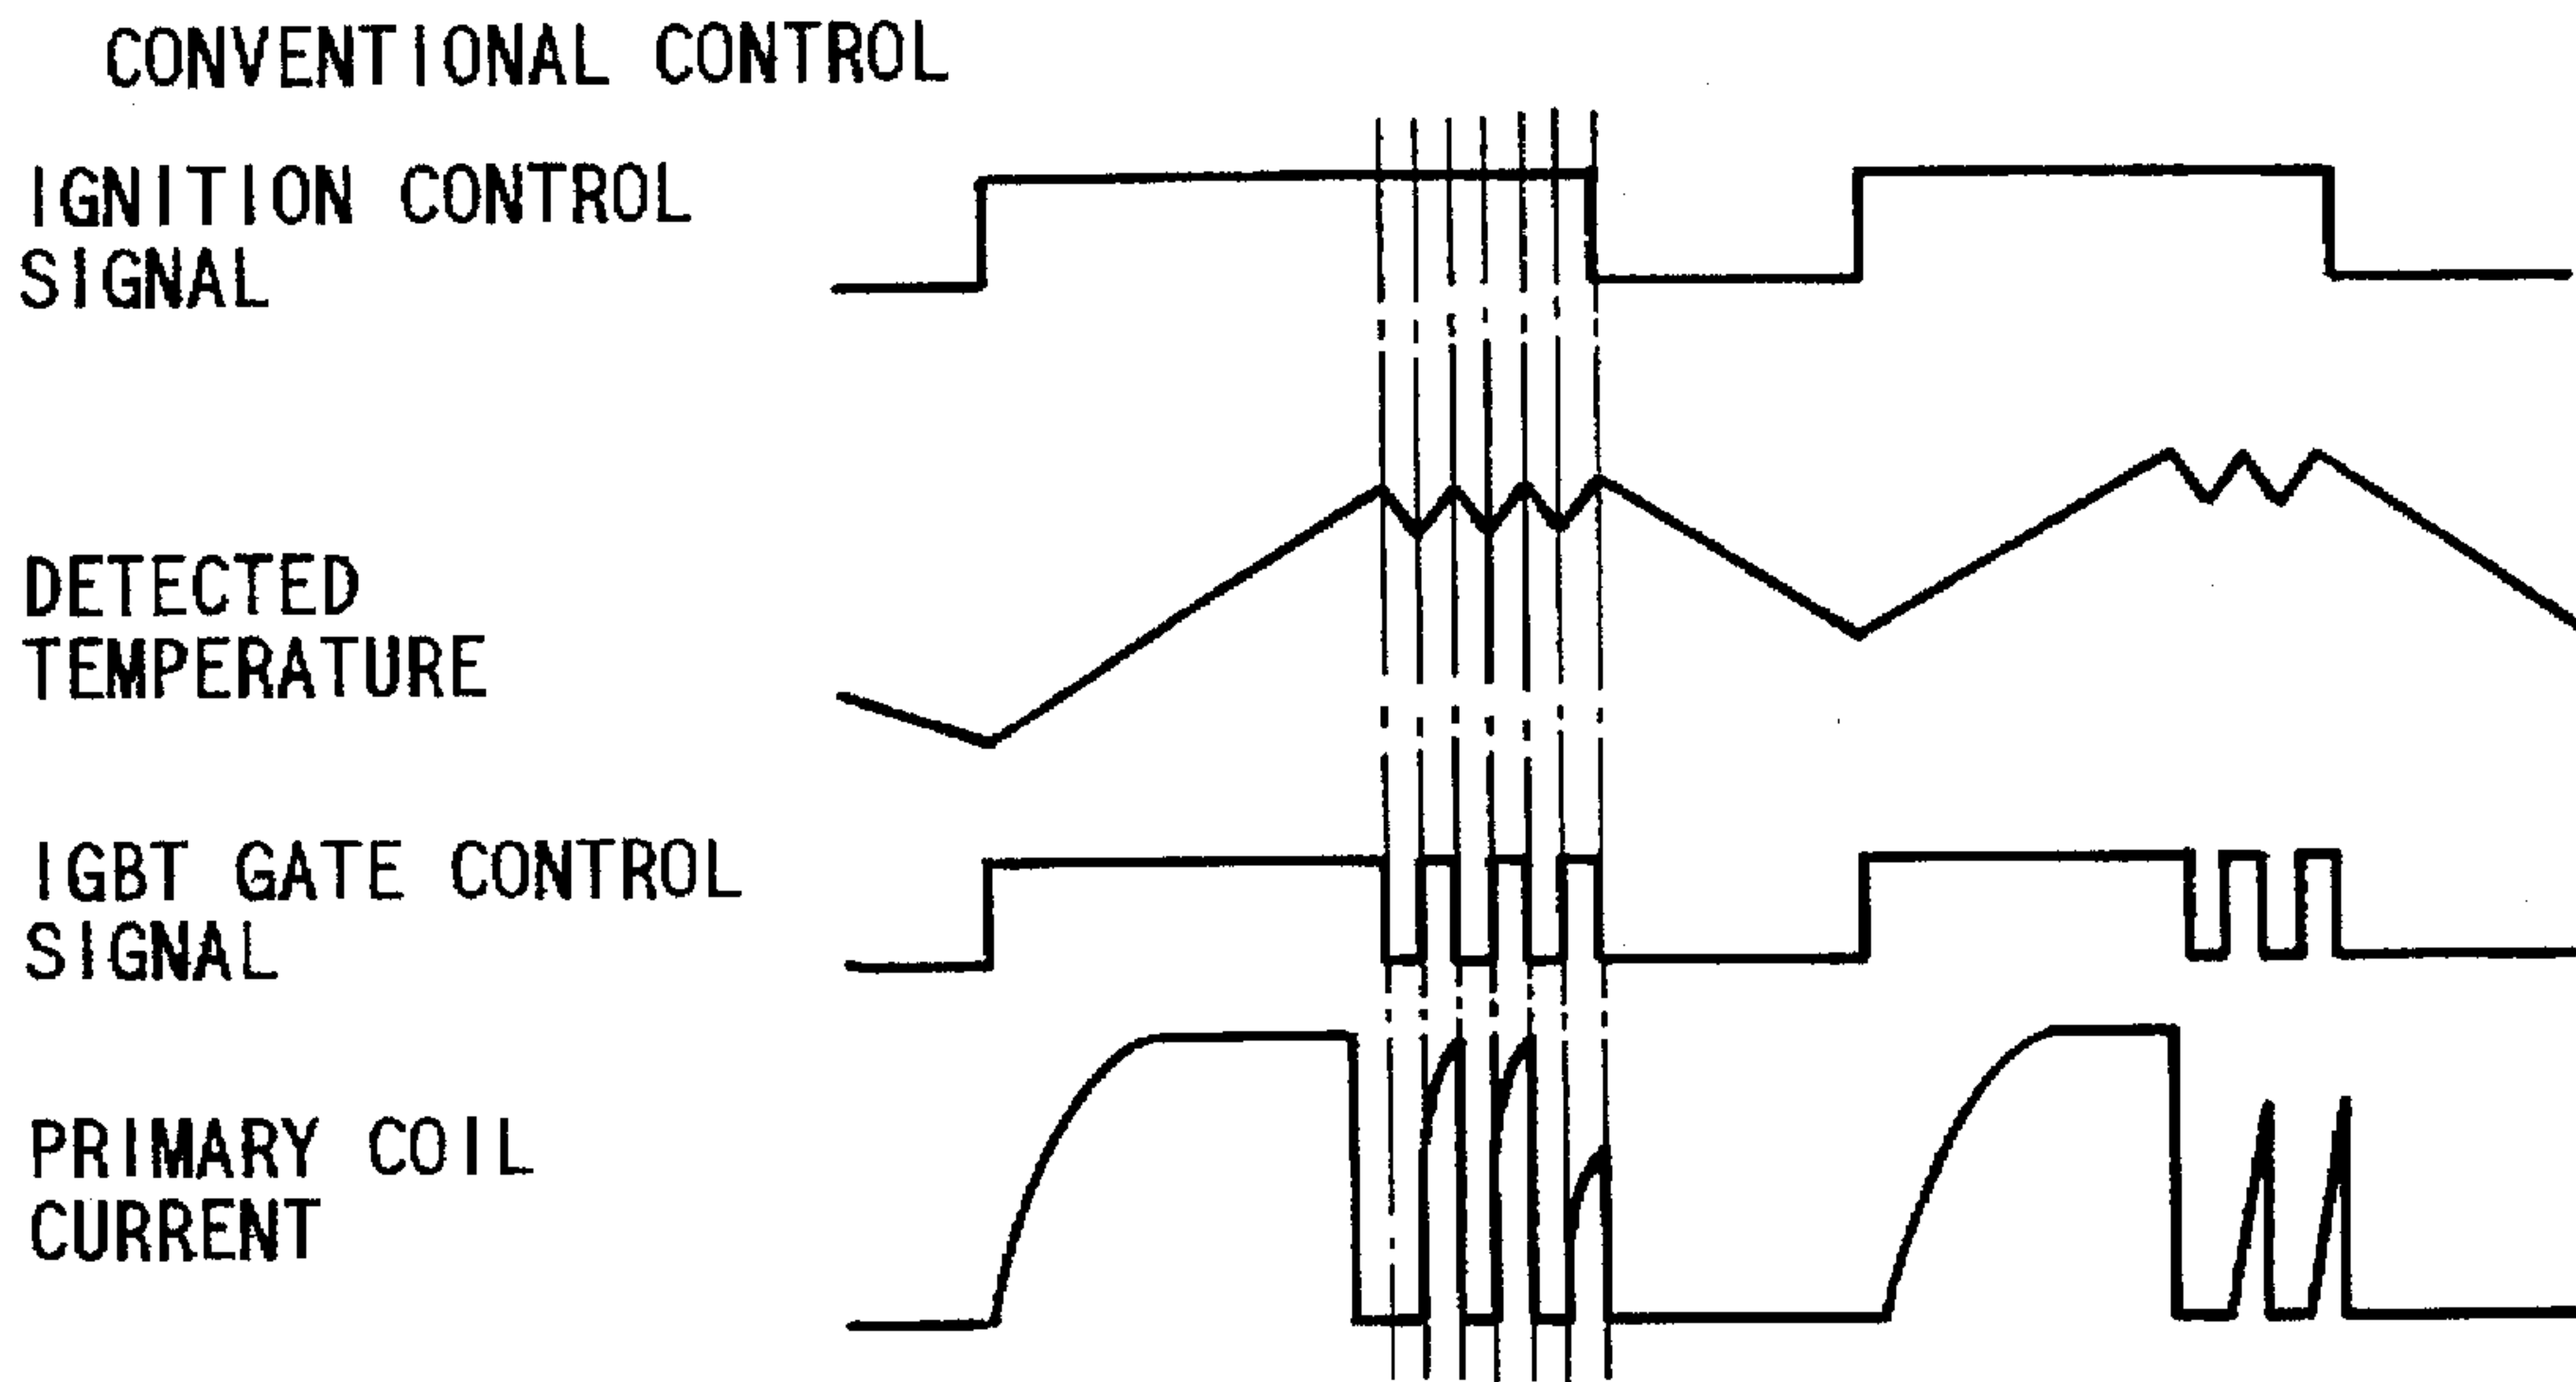 CONVENTIONAL CONTROL
IGNITION CONTROL
SIGNAL
DETECTED
TEMPERATURE
IGBT GATE CONTROL
SIGNAL
PRIMARY COIL
CURRENT